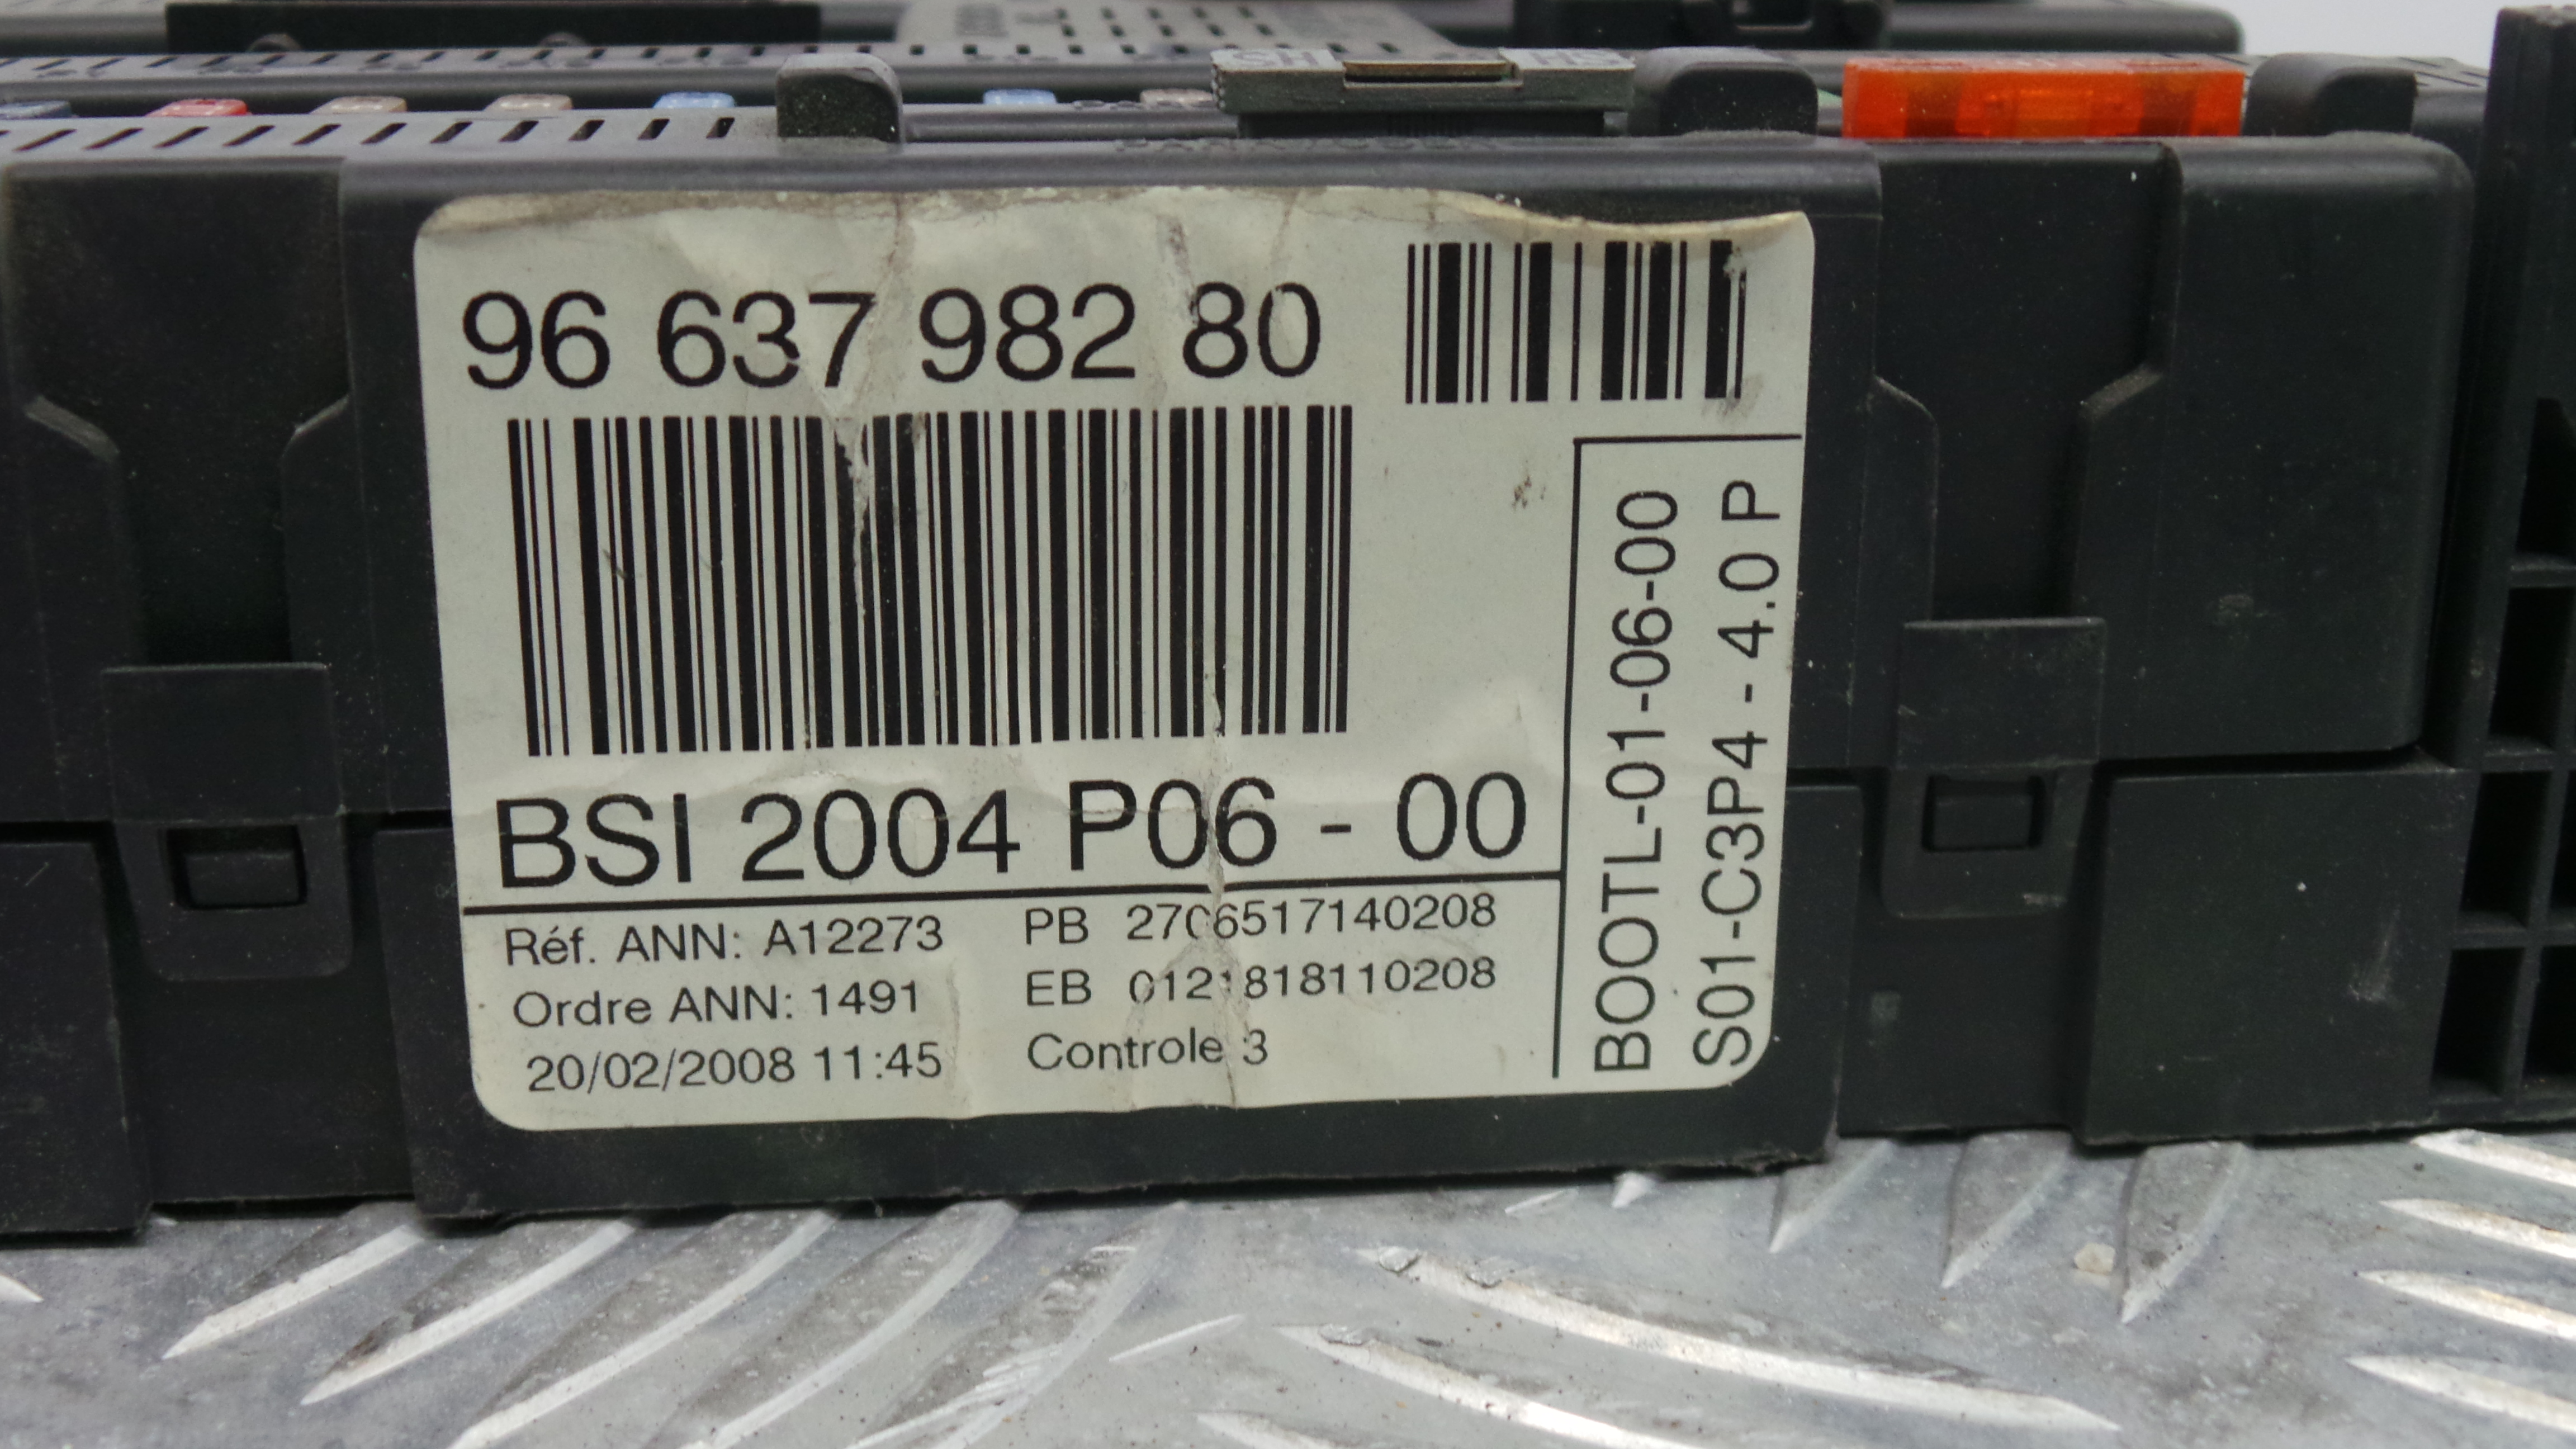 96 637 982 80
BSI 2004 P06 - 00
Réf. ANN: A12273
Ordre ANN: 1491
20/02/2008 11:45
PB 2706517140208
EB 0121818110208
Controle 3
BOOTL-01-06-00
S01-C3P4 - 4.0 P